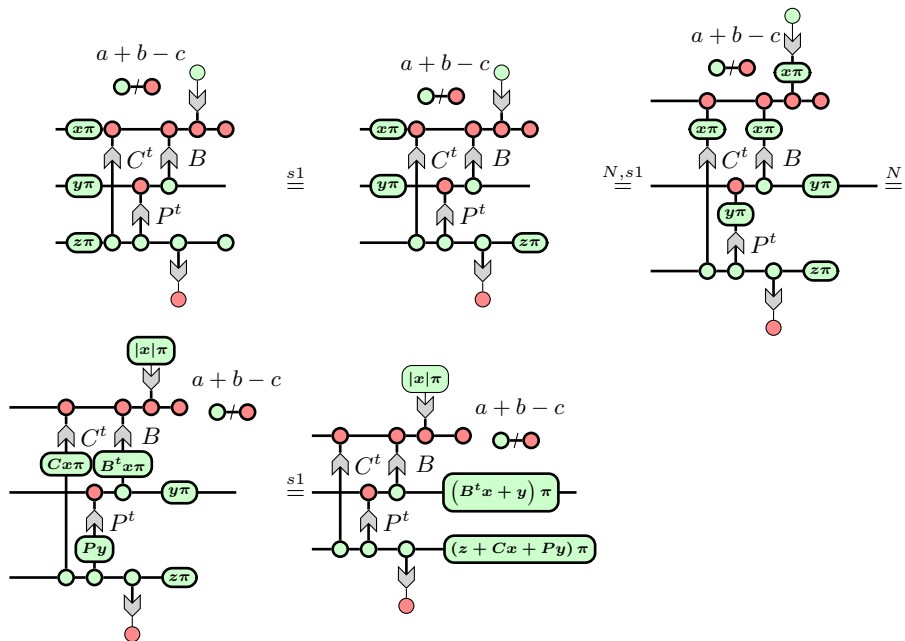 a + b − c
xπ
C^t
B
yπ
P^t
zπ
s1
=
a + b − c
xπ
C^t
B
yπ
P^t
zπ
N,s1
=
a + b − c
xπ
xπ
xπ
C^t
B
yπ
yπ
P^t
zπ
N
=
|x|π
a + b − c
C^t
B
Cxπ
B^t xπ
yπ
P^t
Py
zπ
s1
=
|x|π
a + b − c
C^t
B
(B^t x + y) π
P^t
(z + Cx + Py) π